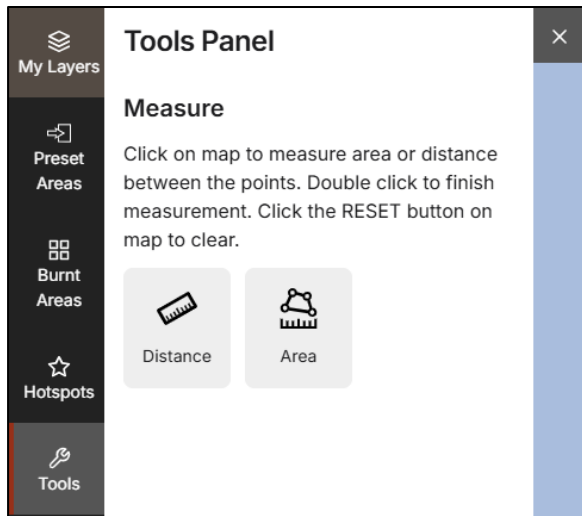 My Layers
Preset
Areas
Burnt
Areas
Hotspots
Tools
Tools Panel
Measure
Click on map to measure area or distance
between the points. Double click to finish
measurement. Click the RESET button on
map to clear.
Distance
Area